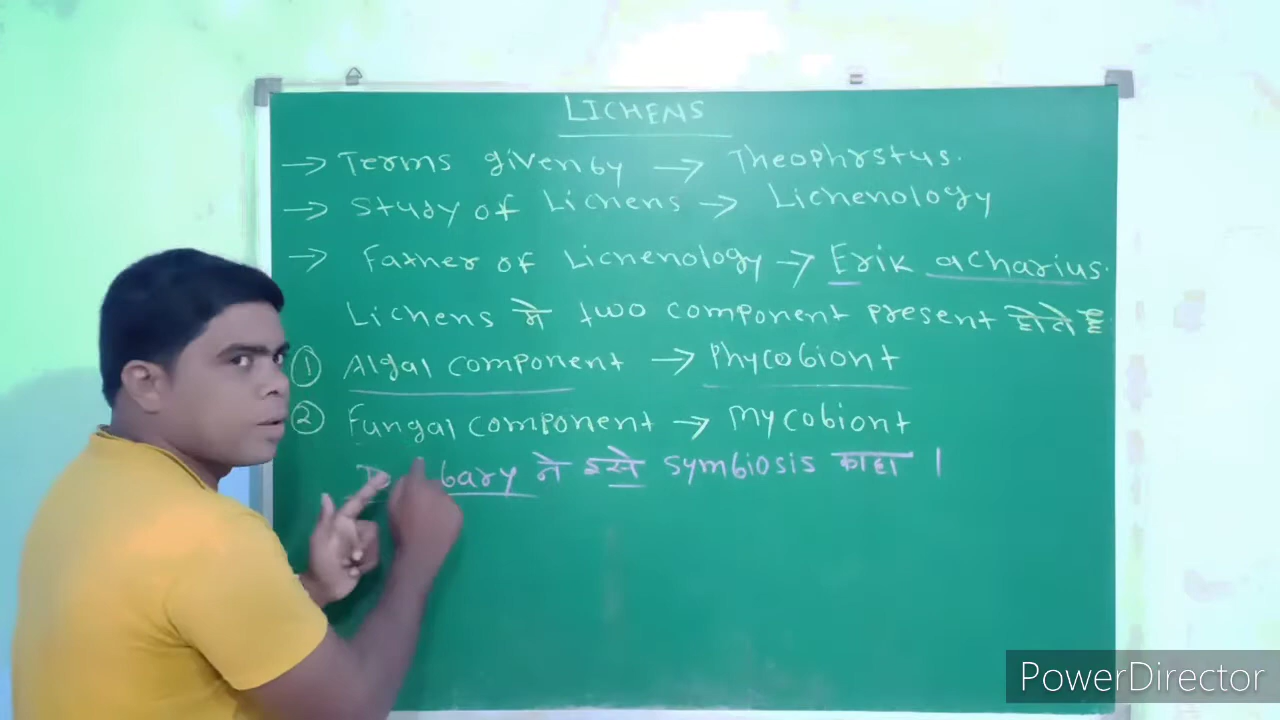 LICHENS
→ Terms given by → Theophrstus.
→ Study of Lichens → Lichenology
→ Father of Lichenology → Erik acharius.
Lichens में two component present होते है
① Algal component → Phycobiont
② Fungal component → Mycobiont
bary ने इसे symbiosis कहा ।
PowerDirector